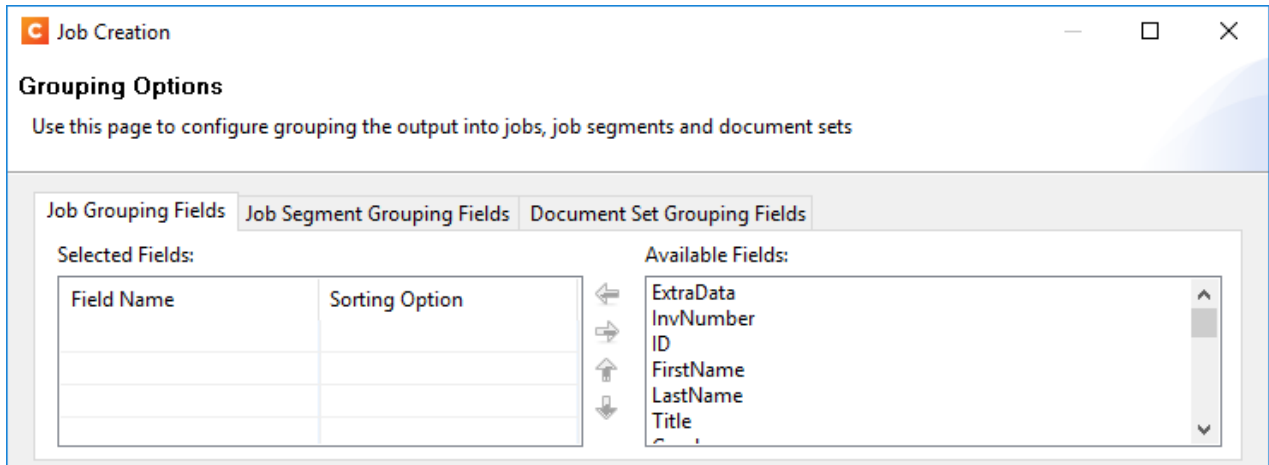 C Job Creation
Grouping Options
Use this page to configure grouping the output into jobs, job segments and document sets
Job Grouping Fields Job Segment Grouping Fields Document Set Grouping Fields
Selected Fields: Available Fields:
Field Name Sorting Option
ExtraData
InvNumber
ID
FirstName
LastName
Title